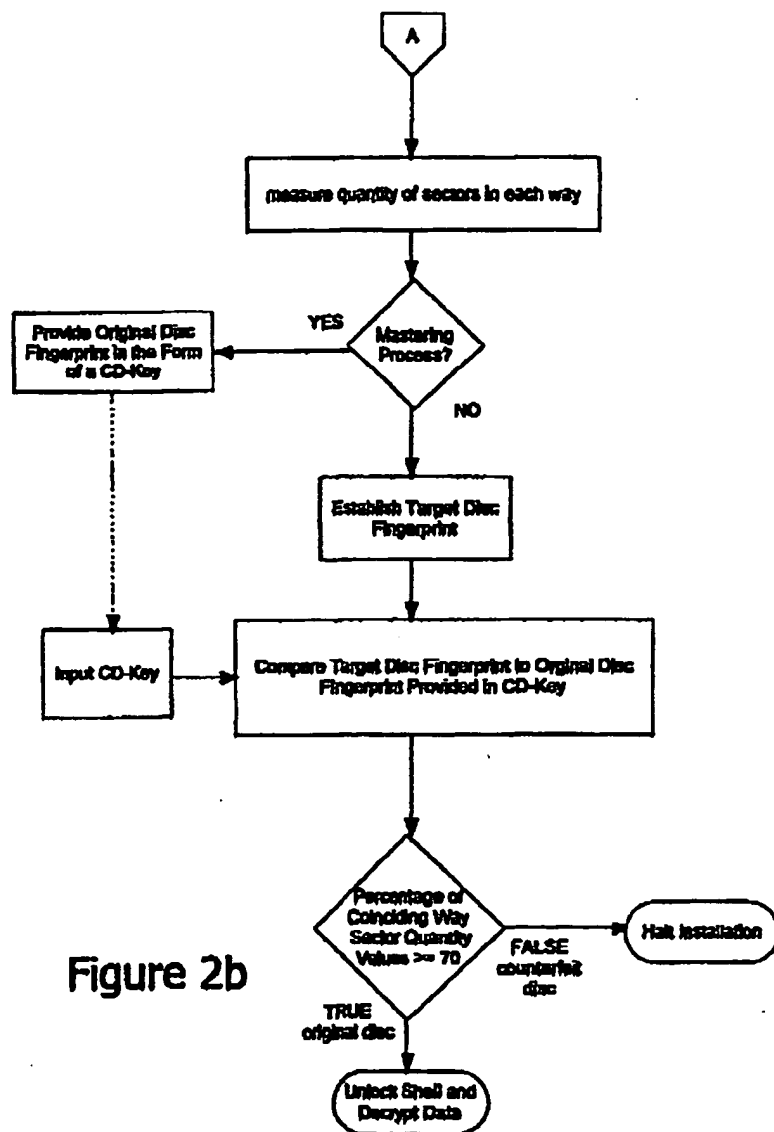 A
measure quantity of sectors in each way
YES
Mastering
Process?
Provide Original Disc
Fingerprint in the Form
of a CD-Key
NO
Establish Target Disc
Fingerprint
Input CD-Key
Compare Target Disc Fingerprint to Orginal Disc
Fingerprint Provided in CD-Key
Percentage of
Coinciding Way
Sector Quantity
Values >= 70
FALSE
counterfeit
disc
Halt Installation
Figure 2b
TRUE
original disc
Unlock Shell and
Decrypt Data